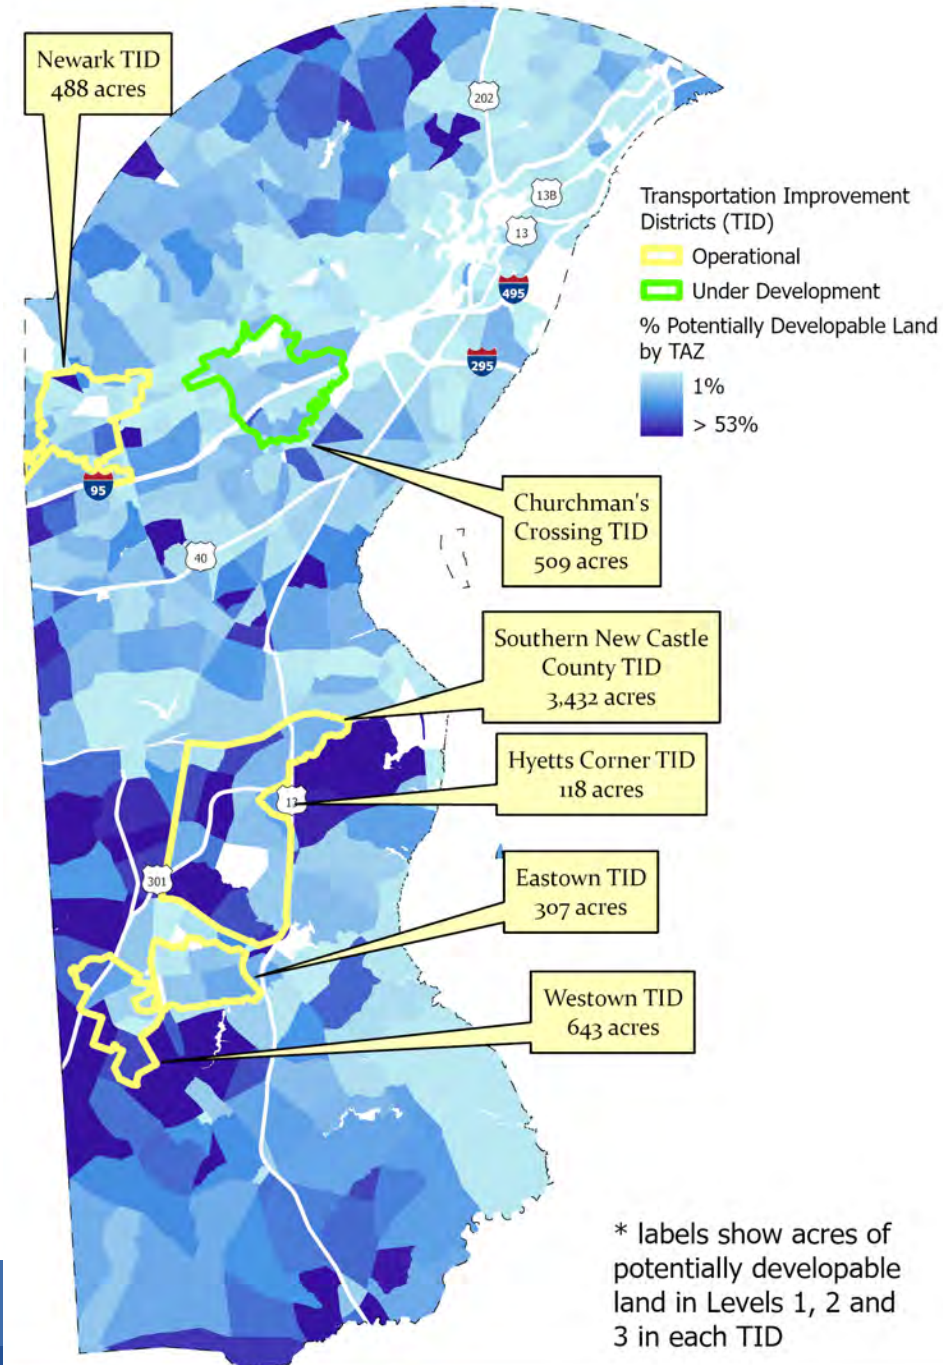 Newark TID
488 acres
202
13B
13
495
295
Transportation Improvement
Districts (TID)
Operational
Under Development
% Potentially Developable Land
by TAZ
1%
> 53%
95
40
Churchman's
Crossing TID
509 acres
Southern New Castle
County TID
3,432 acres
Hyetts Corner TID
118 acres
13
301
Eastown TID
307 acres
Westown TID
643 acres
* labels show acres of
potentially developable
land in Levels 1, 2 and
3 in each TID